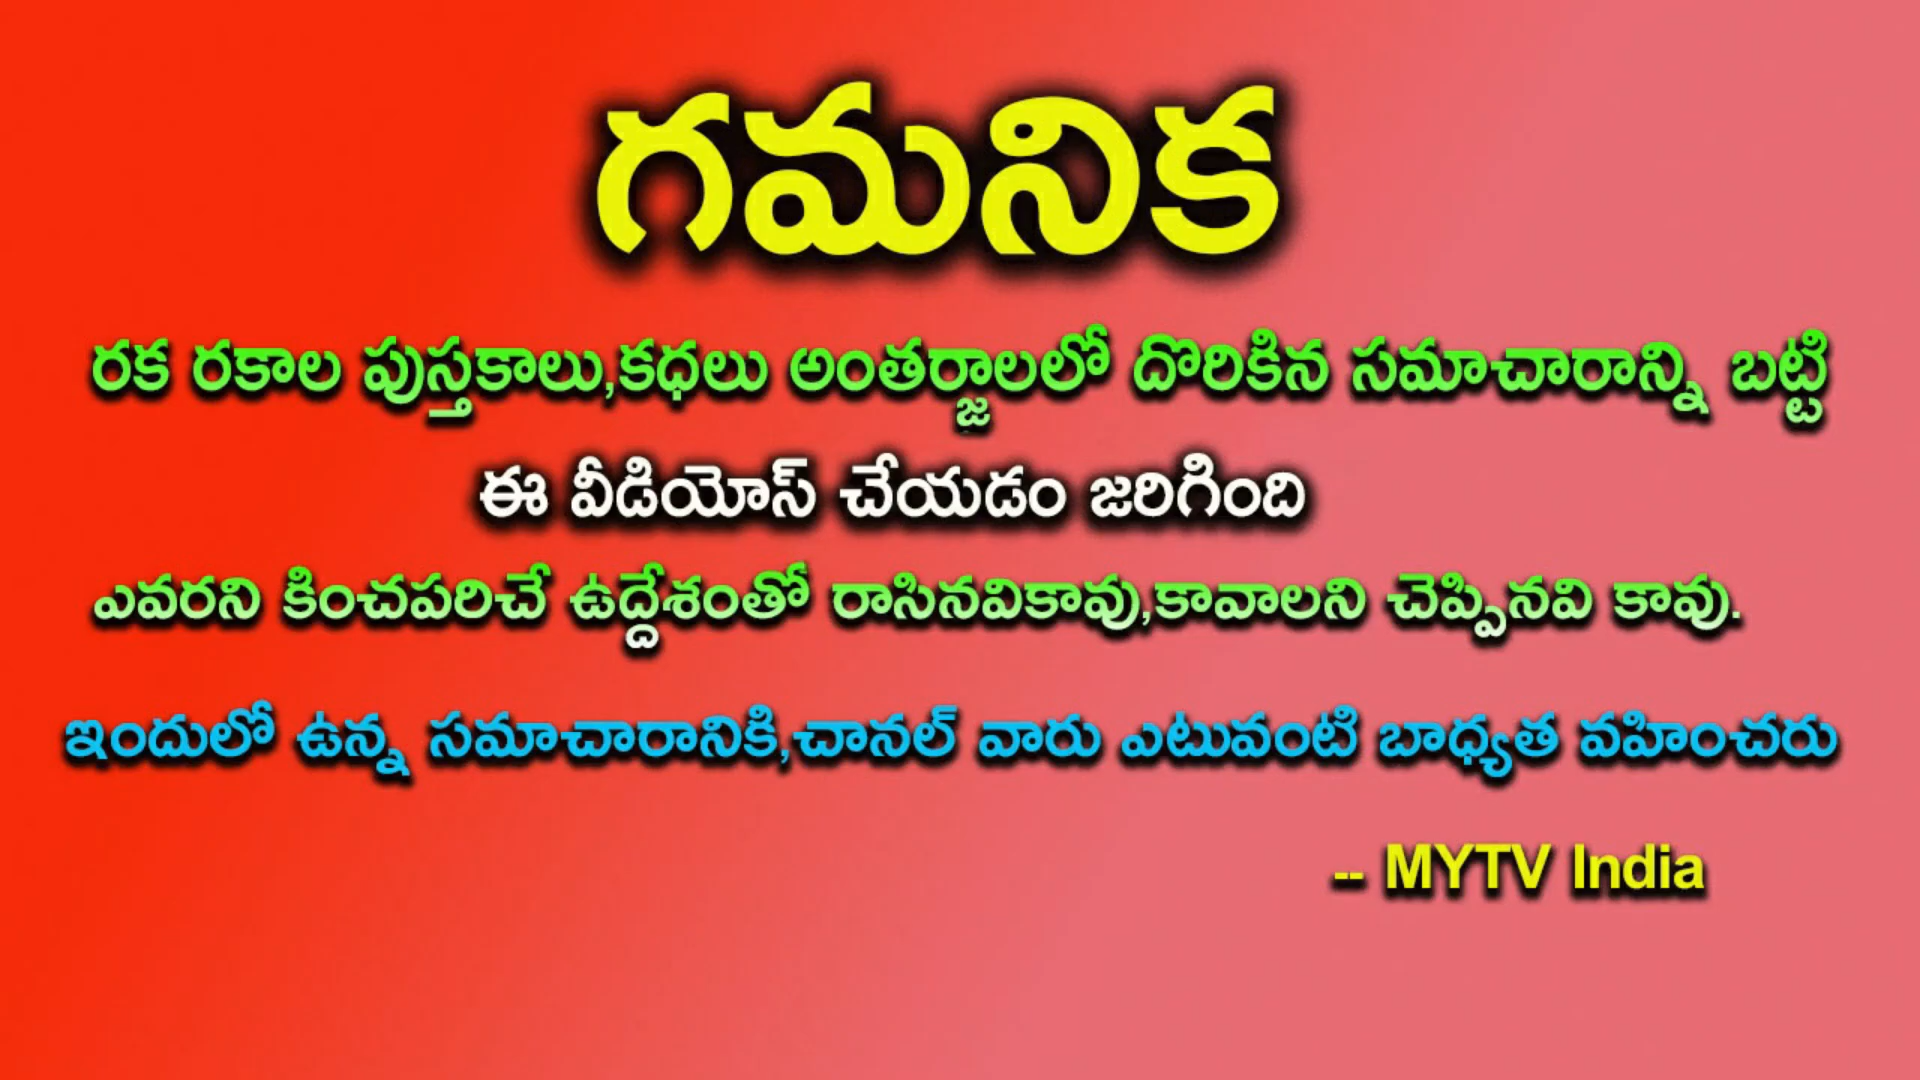 గమనిక
రక రకాల పుస్తకాలు,కధలు అంతర్జాలలో దొరికిన సమాచారాన్ని బట్టి
ఈ వీడియోస్ చేయడం జరిగింది
ఎవరని కించపరిచే ఉద్దేశంతో రాసినవికావు,కావాలని చెప్పినవి కావు.
ఇందులో ఉన్న సమాచారానికి,చానల్ వారు ఎటువంటి బాధ్యత వహించరు
-- MYTV India